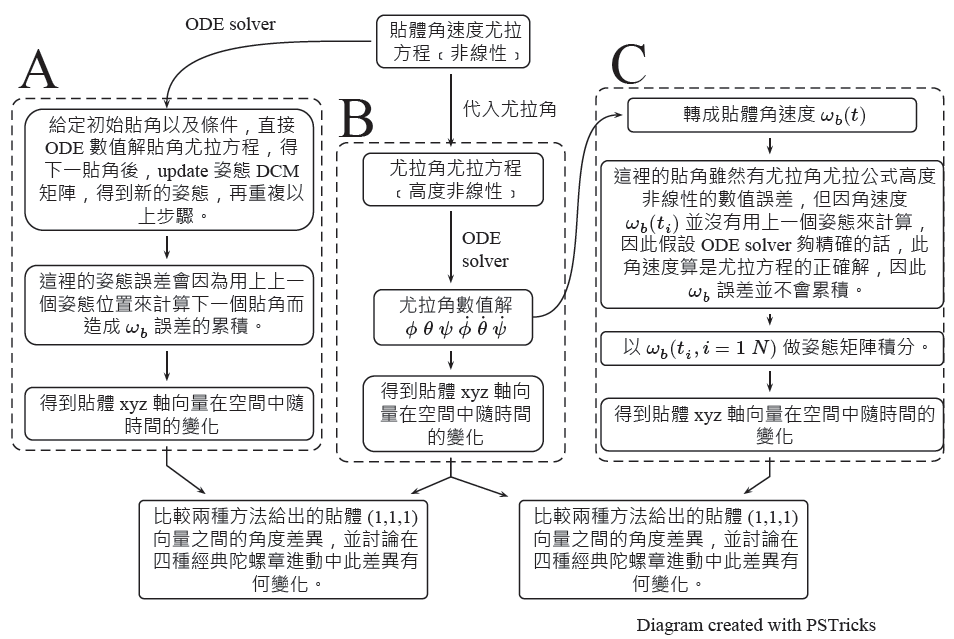 ODE solver
貼體角速度尤拉
方程﹝非線性﹞
A
給定初始貼角以及條件，直接
ODE 數值解貼角尤拉方程，得
下一貼角後，update 姿態 DCM
矩陣，得到新的姿態，再重複以
上步驟。
這裡的姿態誤差會因為用上上一
個姿態位置來計算下一個貼角而
造成 ω_b 誤差的累積。
得到貼體 xyz 軸向量在空間中隨
時間的變化
代入尤拉角
B
尤拉角尤拉方程
﹝高度非線性﹞
ODE
solver
尤拉角數值解
ϕ θ ψ ϕ̇ θ̇ ψ̇
得到貼體 xyz 軸向
量在空間中隨時間
的變化
C
轉成貼體角速度 ω_b(t)
這裡的貼角雖然有尤拉角尤拉公式高度
非線性的數值誤差，但因角速度
ω_b(t_i) 並沒有用上一個姿態來計算，
因此假設 ODE solver 夠精確的話，此
角速度算是尤拉方程的正確解，因此
ω_b 誤差並不會累積。
以 ω_b(t_i, i = 1 N) 做姿態矩陣積分。
得到貼體 xyz 軸向量在空間中隨時間的
變化
比較兩種方法給出的貼體 (1,1,1)
向量之間的角度差異，並討論在
四種經典陀螺章進動中此差異有
何變化。
比較兩種方法給出的貼體 (1,1,1)
向量之間的角度差異，並討論在
四種經典陀螺章進動中此差異有
何變化。
Diagram created with PSTricks